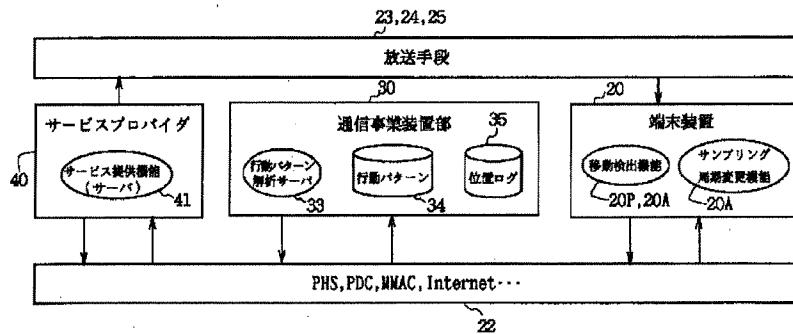 23,24,25
放送手段
サービスプロバイダ
40
サービス提供機能
(サーバ)
41
30
通信事業装置部
行動パターン
解析サーバ
33
行動パターン
34
35
位置ログ
20
端末装置
移動検出機能
20P,20A
サンプリング
周期変更機能
20A
PHS,PDC,MMAC,Internet···
22